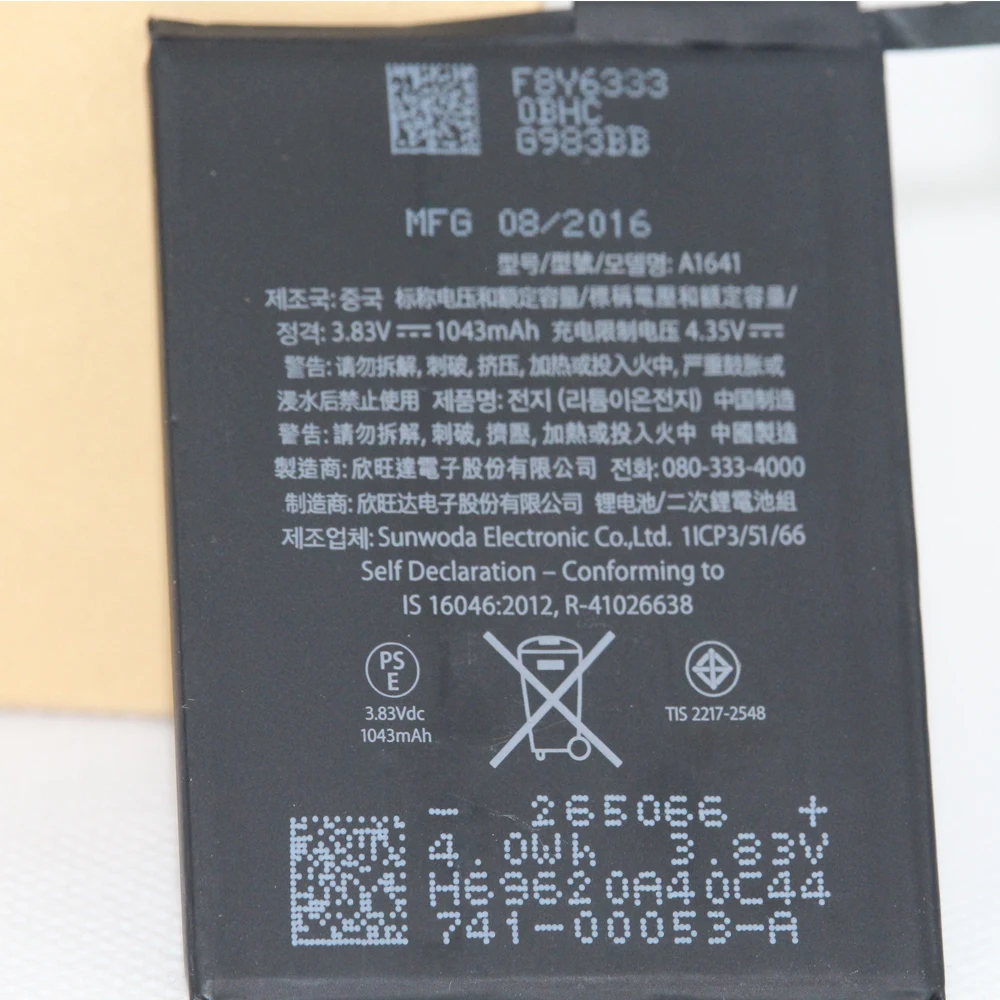 F8Y6333
0BHC
G983BB
MFG 08/2016
型号/型號/모델명: A1641
제조국: 중국 标称电压和额定容量/標稱電壓和額定容量/
정격: 3.83V 1043mAh 充电限制电压 4.35V
警告: 请勿拆解, 刺破, 挤压, 加热或投入火中, 严重鼓胀或
浸水后禁止使用 제품명: 전지 (리튬이온전지) 中国制造
警告: 請勿拆解, 刺破, 擠壓, 加熱或投入火中 中國製造
製造商: 欣旺達電子股份有限公司 전화: 080-333-4000
制造商: 欣旺达电子股份有限公司 锂电池/二次鋰電池組
제조업체: Sunwoda Electronic Co.,Ltd. 1ICP3/51/66
Self Declaration – Conforming to
IS 16046:2012, R-41026638
PS
E
3.83Vdc
1043mAh
TIS 2217-2548
- 265066 +
4.0Wh 3.83V
H69E20A40C44
741-00053-A